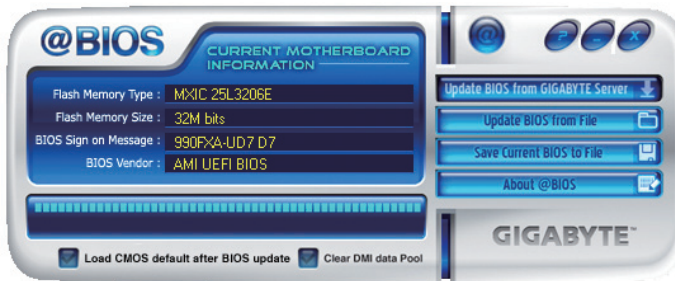 @BIOS
CURRENT MOTHERBOARD
INFORMATION
Flash Memory Type : MXIC 25L3206E
Flash Memory Size : 32M bits
BIOS Sign on Message : 990FXA-UD7 D7
BIOS Vendor : AMI UEFI BIOS
Load CMOS default after BIOS update
Clear DMI data Pool
@
?
_
X
Update BIOS from GIGABYTE Server
Update BIOS from File
Save Current BIOS to File
About @BIOS
GIGABYTE™